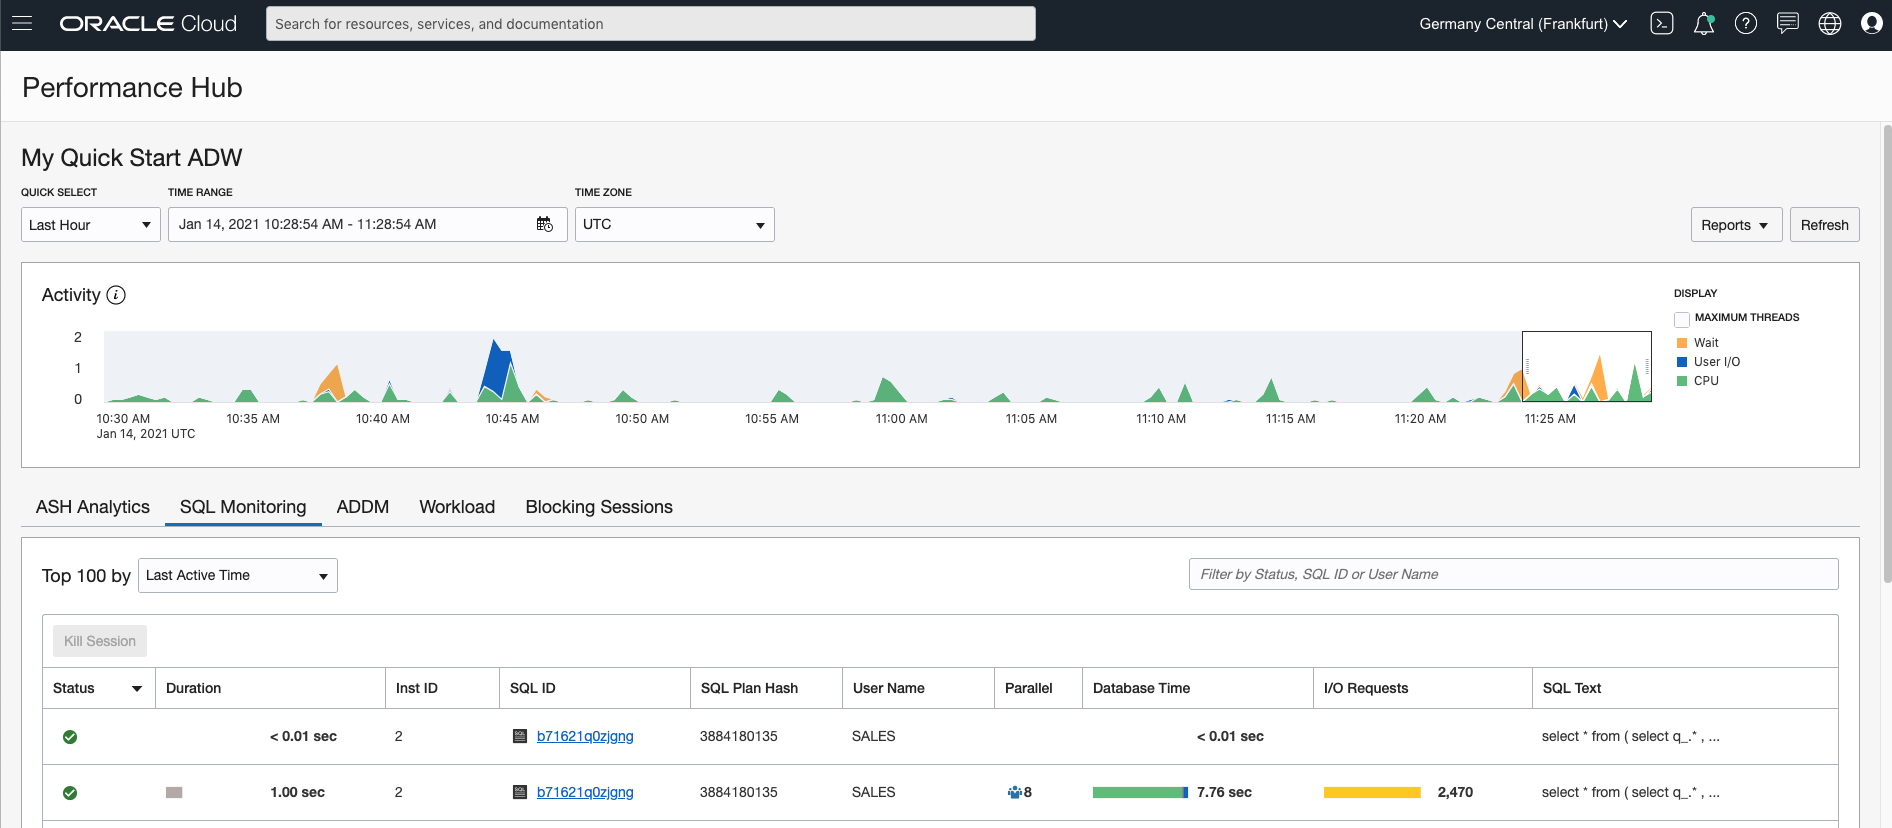 ORACLE Cloud
Search for resources, services, and documentation
Germany Central (Frankfurt)
Performance Hub
My Quick Start ADW
QUICK SELECT TIME RANGE TIME ZONE
Last Hour Jan 14, 2021 10:28:54 AM - 11:28:54 AM UTC Reports Refresh
Activity
DISPLAY
MAXIMUM THREADS
Wait
User I/O
CPU
2
1
0
10:30 AM 10:35 AM 10:40 AM 10:45 AM 10:50 AM 10:55 AM 11:00 AM 11:05 AM 11:10 AM 11:15 AM 11:20 AM 11:25 AM
Jan 14, 2021 UTC
ASH Analytics SQL Monitoring ADDM Workload Blocking Sessions
Top 100 by Last Active Time Filter by Status, SQL ID or User Name
Kill Session
Status Duration Inst ID SQL ID SQL Plan Hash User Name Parallel Database Time I/O Requests SQL Text
< 0.01 sec 2 b71621q0zjgng 3884180135 SALES < 0.01 sec select * from ( select q_.* , ...
1.00 sec 2 b71621q0zjgng 3884180135 SALES 8 7.76 sec 2,470 select * from ( select q_.* , ...